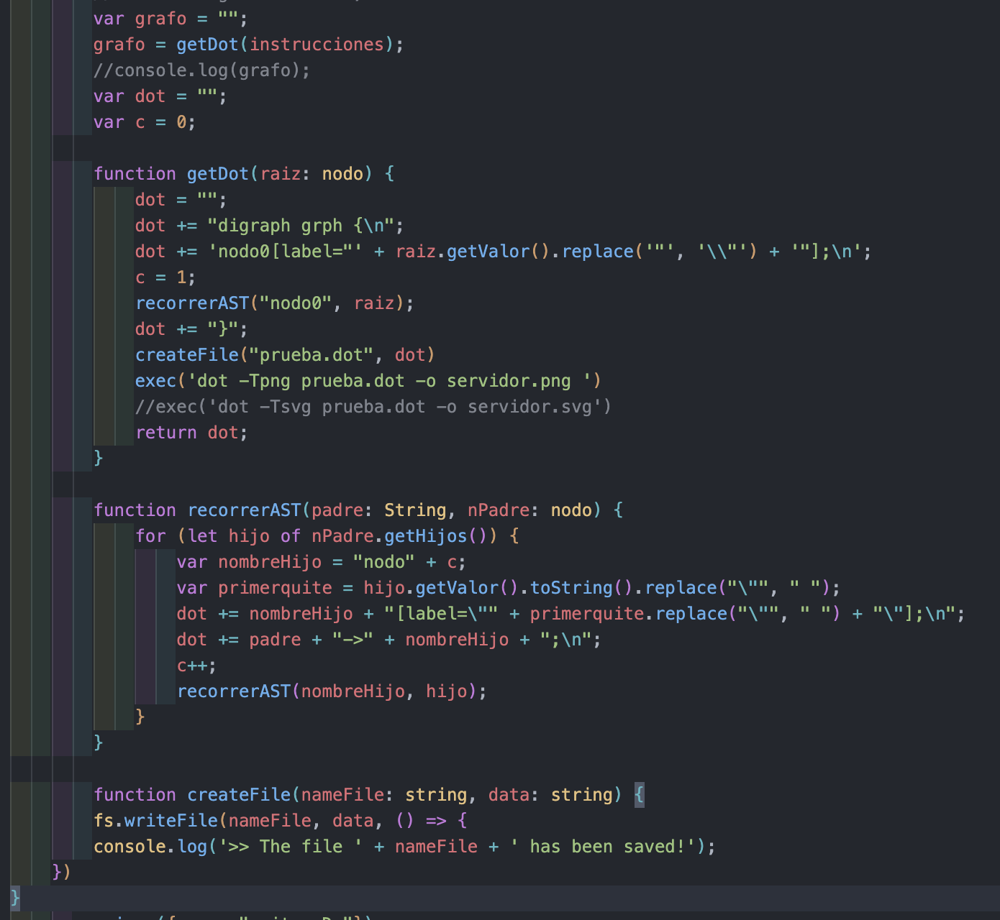 var grafo = "";
grafo = getDot(instrucciones);
//console.log(grafo);
var dot = "";
var c = 0;
function getDot(raiz: nodo) {
dot = "";
dot += "digraph grph {\n";
dot += 'nodo0[label="' + raiz.getValor().replace('"', '\\"') + '"];\n';
c = 1;
recorrerAST("nodo0", raiz);
dot += "}";
createFile("prueba.dot", dot)
exec('dot -Tpng prueba.dot -o servidor.png ')
//exec('dot -Tsvg prueba.dot -o servidor.svg')
return dot;
}
function recorrerAST(padre: String, nPadre: nodo) {
for (let hijo of nPadre.getHijos()) {
var nombreHijo = "nodo" + c;
var primerquite = hijo.getValor().toString().replace("\"", " ");
dot += nombreHijo + "[label=\"" + primerquite.replace("\"", " ") + "\"];\n";
dot += padre + "->" + nombreHijo + ";\n";
c++;
recorrerAST(nombreHijo, hijo);
}
}
function createFile(nameFile: string, data: string) {
fs.writeFile(nameFile, data, () => {
console.log('>> The file ' + nameFile + ' has been saved!');
})
}